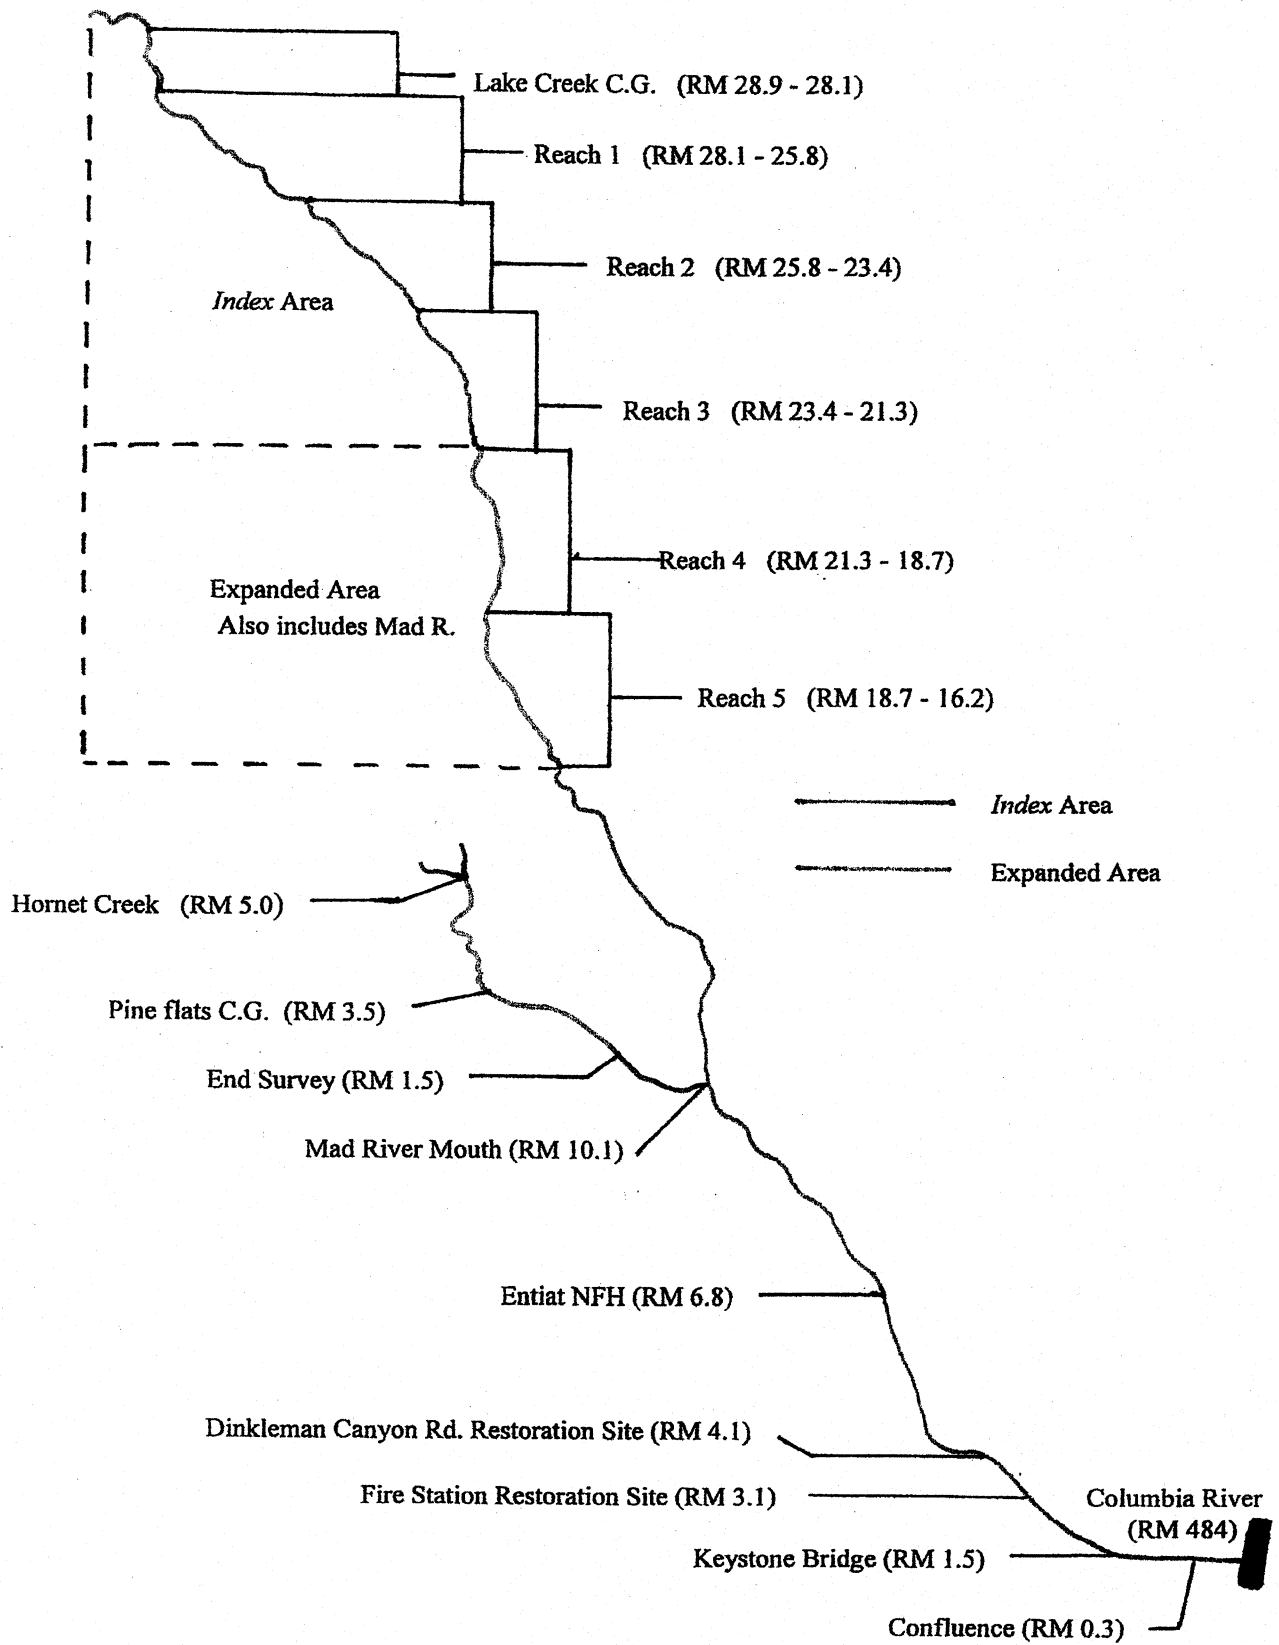 Lake Creek C.G. (RM 28.9 - 28.1)
Reach 1 (RM 28.1 - 25.8)
Reach 2 (RM 25.8 - 23.4)
Index Area
Reach 3 (RM 23.4 - 21.3)
Reach 4 (RM 21.3 - 18.7)
Expanded Area
Also includes Mad R.
Reach 5 (RM 18.7 - 16.2)
Index Area
Expanded Area
Hornet Creek (RM 5.0)
Pine flats C.G. (RM 3.5)
End Survey (RM 1.5)
Mad River Mouth (RM 10.1)
Entiat NFH (RM 6.8)
Dinkleman Canyon Rd. Restoration Site (RM 4.1)
Fire Station Restoration Site (RM 3.1)
Columbia River
(RM 484)
Keystone Bridge (RM 1.5)
Confluence (RM 0.3)